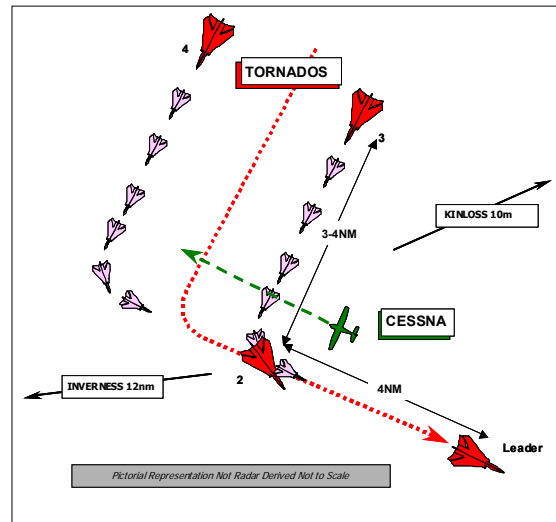 4
TORNADOS
3
KINLOSS 10m
3-4NM
CESSNA
2
INVERNESS 12nm
4NM
Leader
Pictorial Representation Not Radar Derived Not to Scale